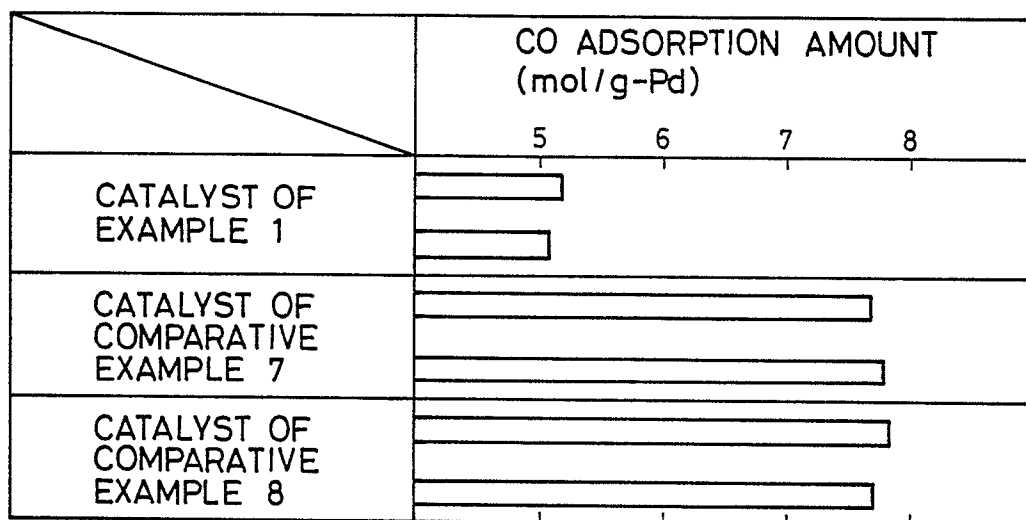 CO ADSORPTION AMOUNT
(mol/g-Pd)
5 6 7 8
CATALYST OF
EXAMPLE 1
CATALYST OF
COMPARATIVE
EXAMPLE 7
CATALYST OF
COMPARATIVE
EXAMPLE 8